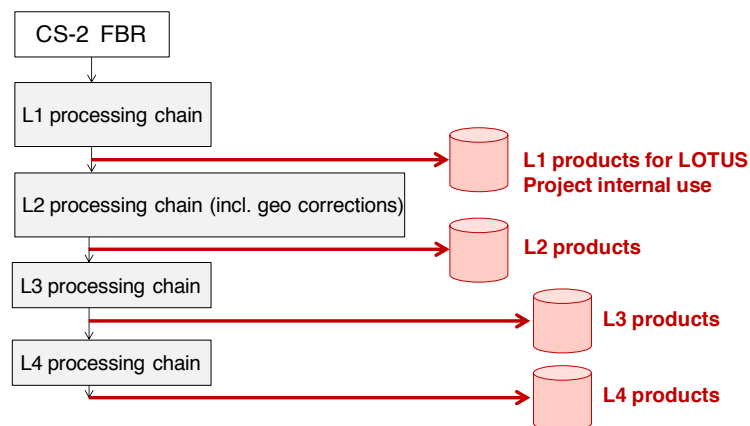 CS-2 FBR
L1 processing chain
L1 products for LOTUS
Project internal use
L2 processing chain (incl. geo corrections)
L2 products
L3 processing chain
L3 products
L4 processing chain
L4 products